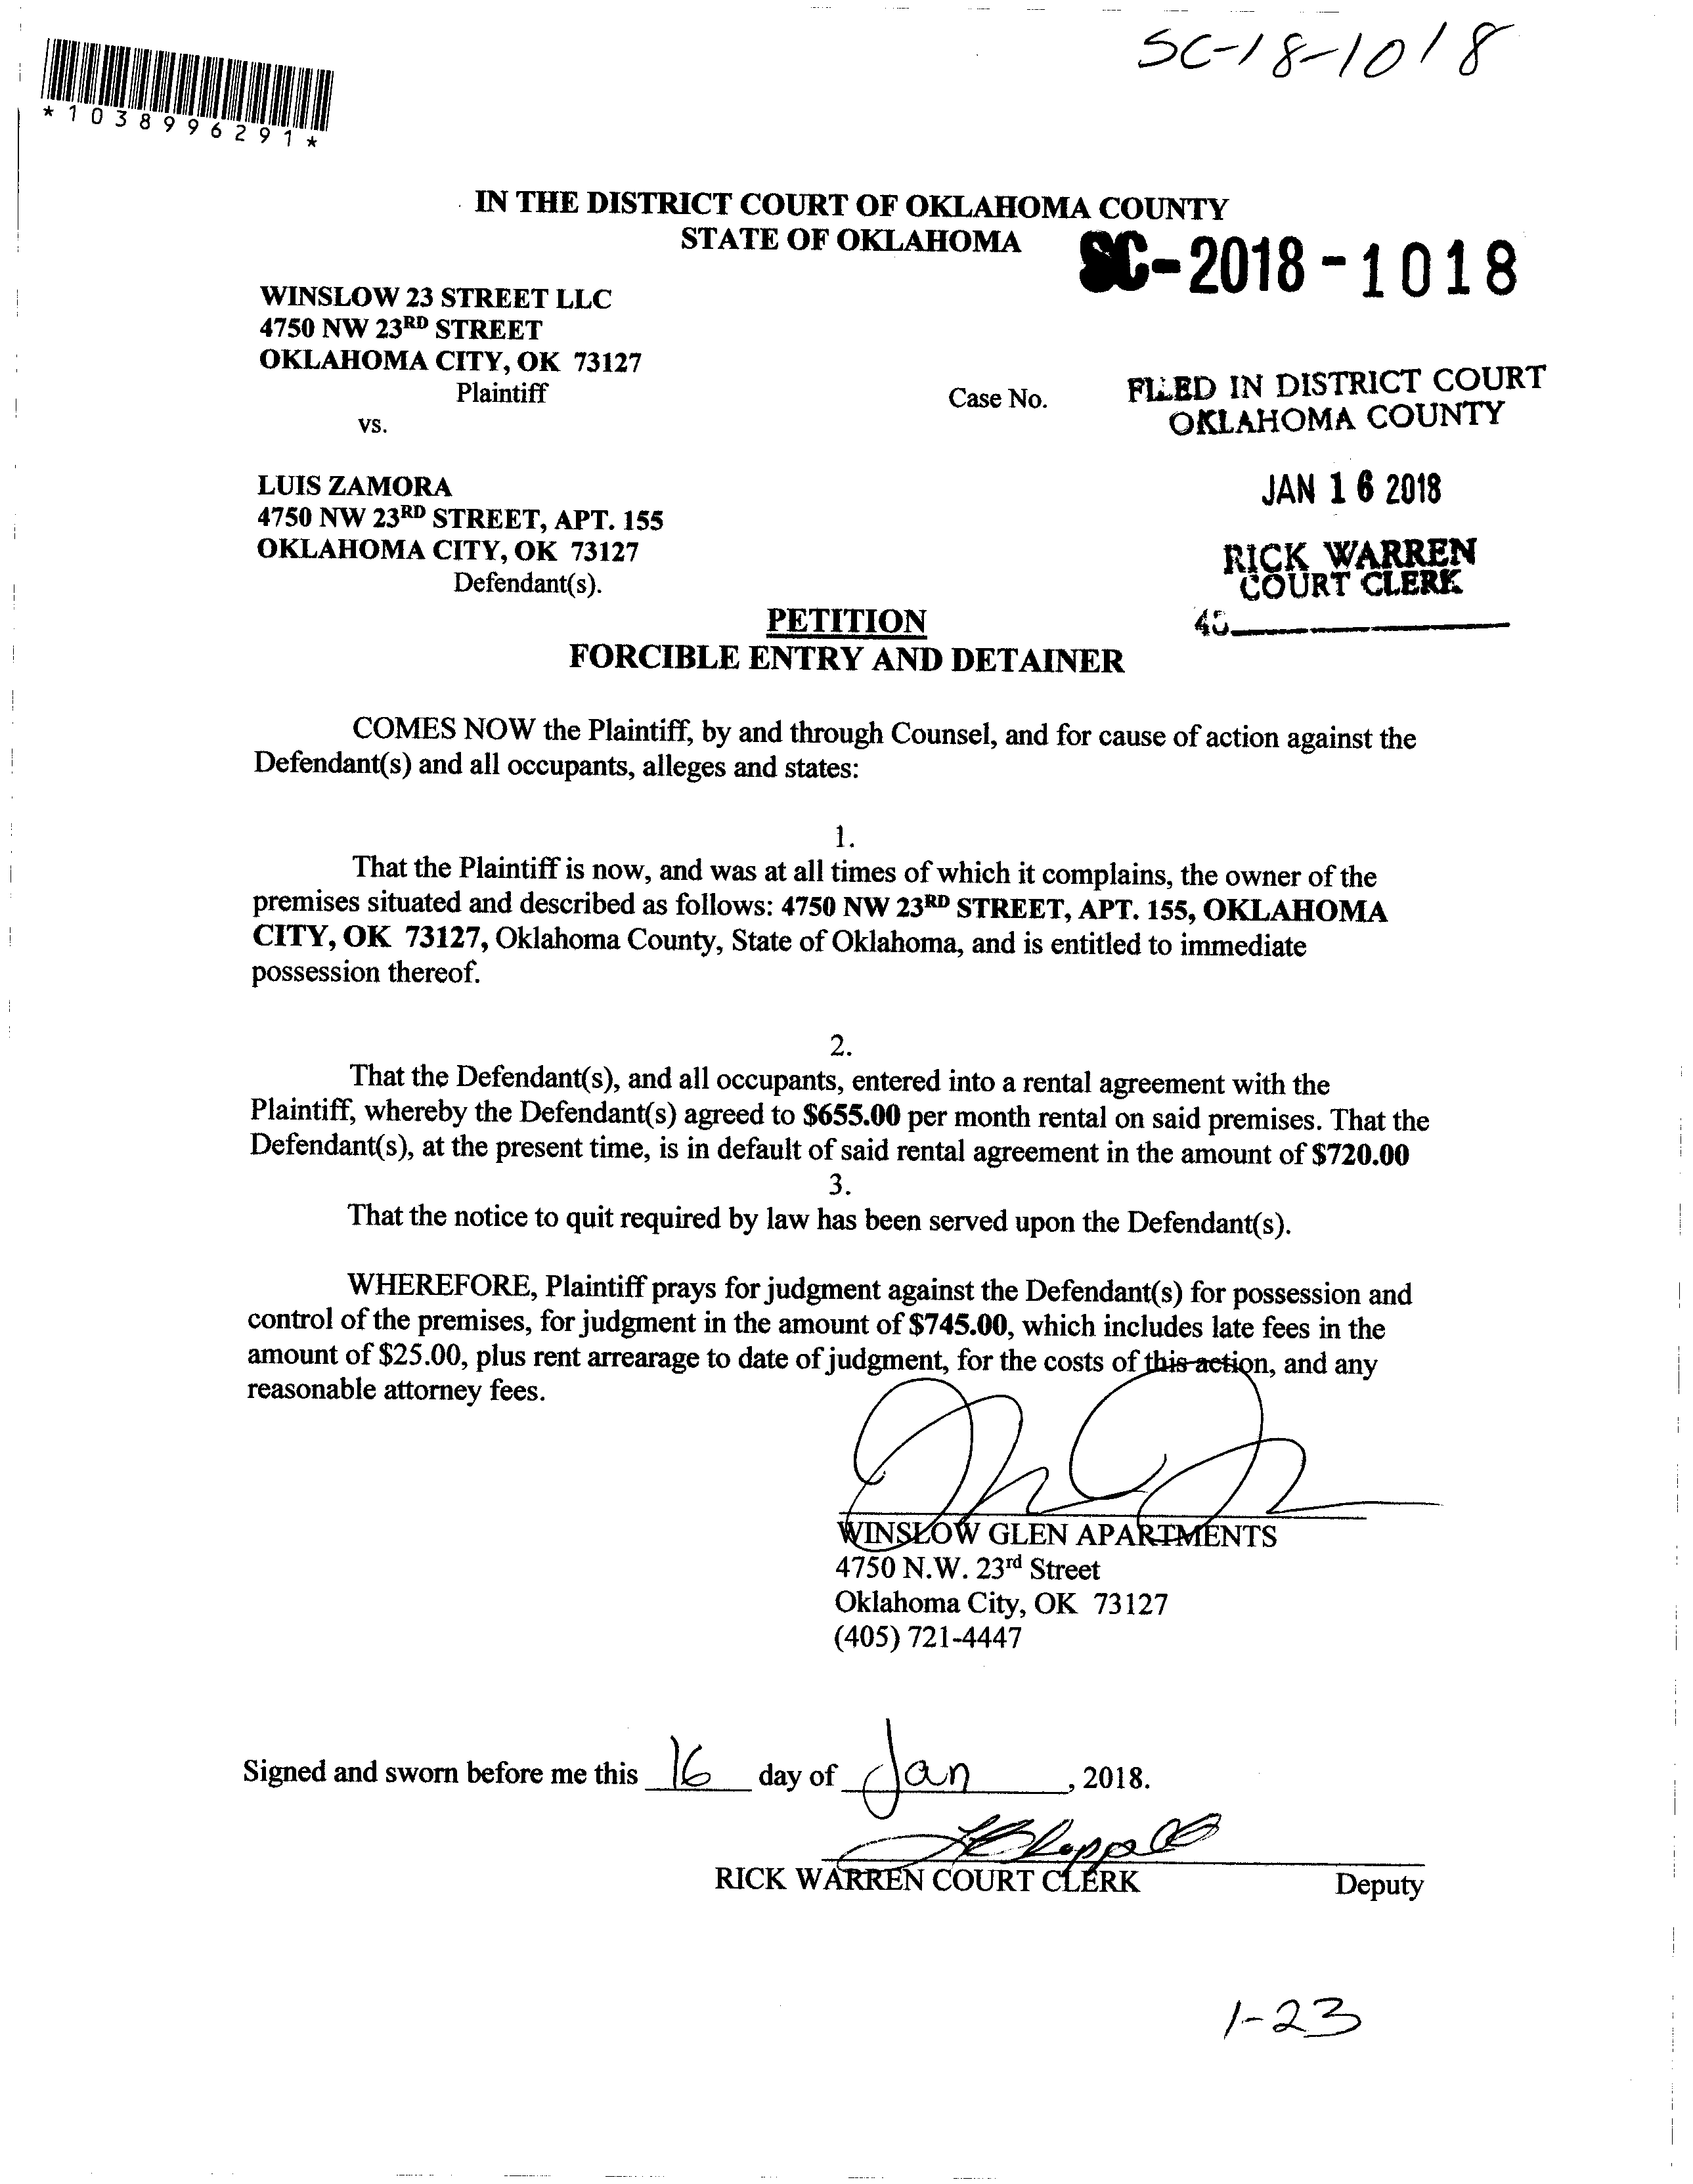 SC-18-1018
*1038996291*
IN THE DISTRICT COURT OF OKLAHOMA COUNTY
STATE OF OKLAHOMA
SC-2018-1018
WINSLOW 23 STREET LLC
4750 NW 23RD STREET
OKLAHOMA CITY, OK 73127
Plaintiff
Case No.
FILED IN DISTRICT COURT
OKLAHOMA COUNTY
vs.
LUIS ZAMORA
4750 NW 23RD STREET, APT. 155
OKLAHOMA CITY, OK 73127
Defendant(s).
JAN 16 2018
RICK WARREN
COURT CLERK
PETITION
FORCIBLE ENTRY AND DETAINER
COMES NOW the Plaintiff, by and through Counsel, and for cause of action against the
Defendant(s) and all occupants, alleges and states:
1.
That the Plaintiff is now, and was at all times of which it complains, the owner of the
premises situated and described as follows: 4750 NW 23RD STREET, APT. 155, OKLAHOMA
CITY, OK 73127, Oklahoma County, State of Oklahoma, and is entitled to immediate
possession thereof.
2.
That the Defendant(s), and all occupants, entered into a rental agreement with the
Plaintiff, whereby the Defendant(s) agreed to $655.00 per month rental on said premises. That the
Defendant(s), at the present time, is in default of said rental agreement in the amount of $720.00
3.
That the notice to quit required by law has been served upon the Defendant(s).
WHEREFORE, Plaintiff prays for judgment against the Defendant(s) for possession and
control of the premises, for judgment in the amount of $745.00, which includes late fees in the
amount of $25.00, plus rent arrearage to date of judgment, for the costs of this action, and any
reasonable attorney fees.
WINSLOW GLEN APARTMENTS
4750 N.W. 23rd Street
Oklahoma City, OK 73127
(405) 721-4447
Signed and sworn before me this 16 day of Jan, 2018.
RICK WARREN COURT CLERK Deputy
1-23